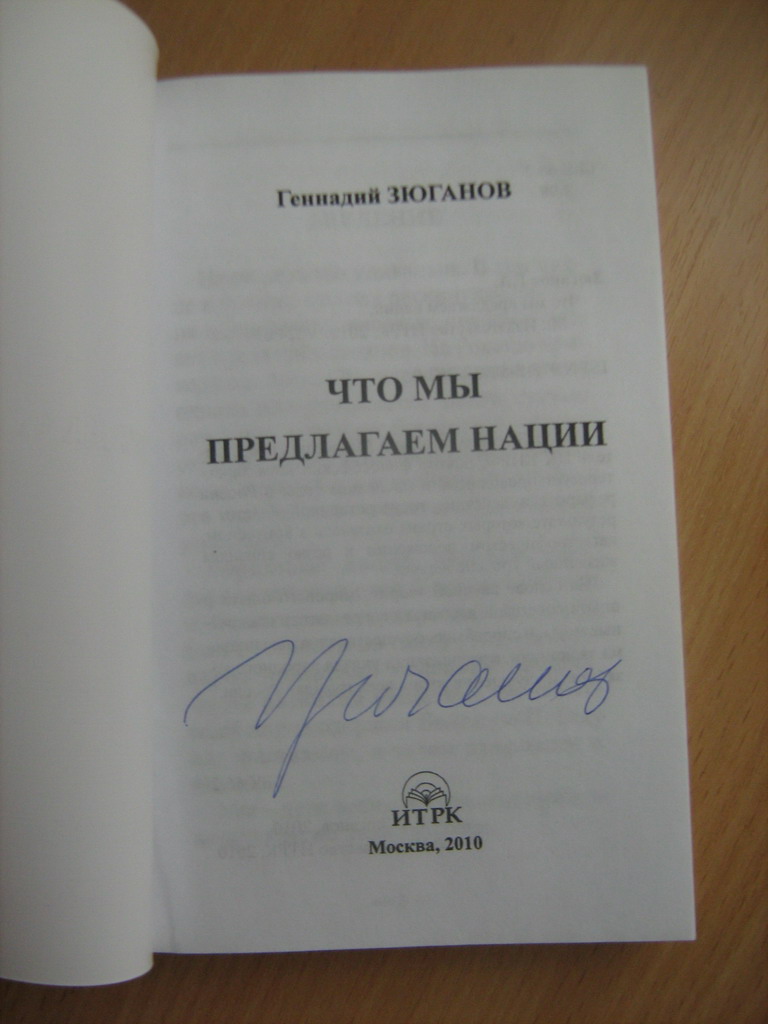 Геннадий ЗЮГАНОВ
ЧТО МЫ
ПРЕДЛАГАЕМ НАЦИИ
ИТРК
Москва, 2010